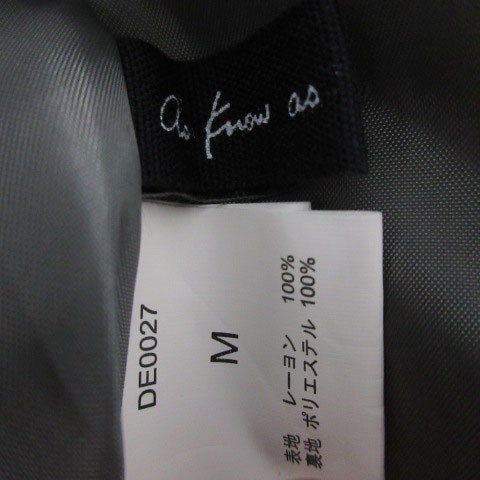 as know as
DE0027
M
表地 レーヨン 100%
裏地 ポリエステル 100%